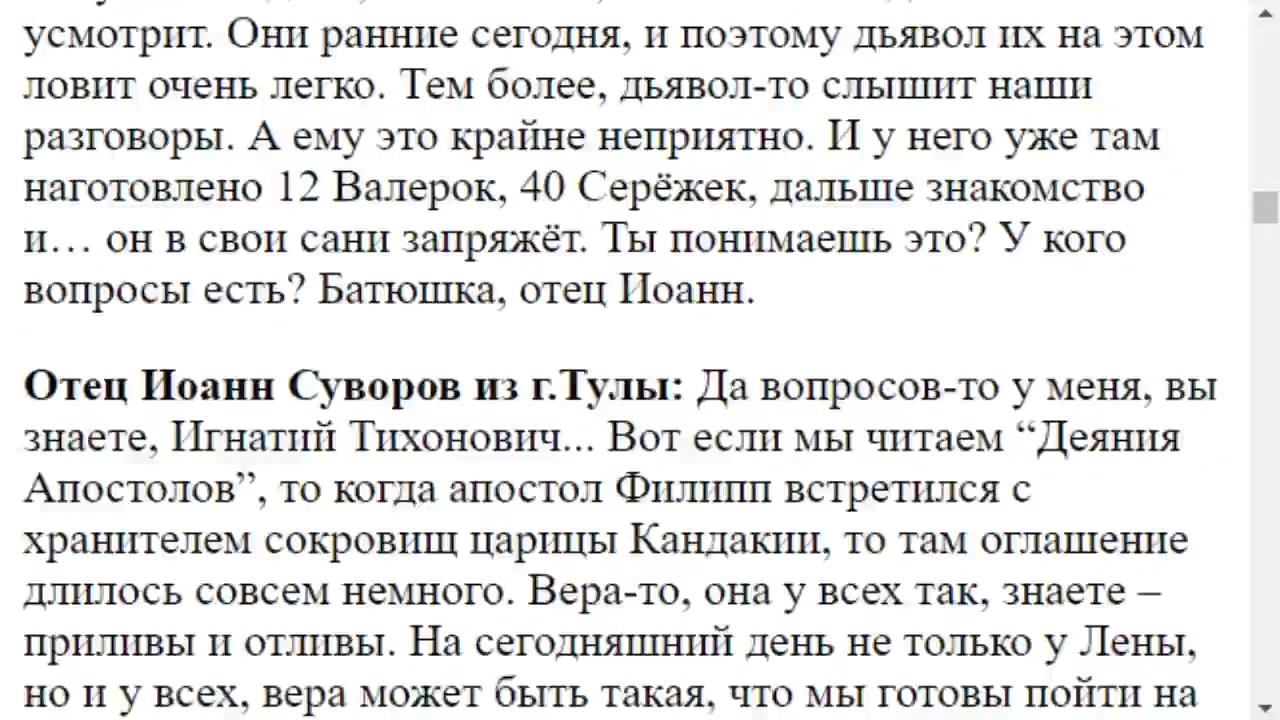 усмотрит. Они ранние сегодня, и поэтому дьявол их на этом
ловит очень легко. Тем более, дьявол-то слышит наши
разговоры. А ему это крайне неприятно. И у него уже там
наготовлено 12 Валерок, 40 Серёжек, дальше знакомство
и… он в свои сани запряжёт. Ты понимаешь это? У кого
вопросы есть? Батюшка, отец Иоанн.
Отец Иоанн Суворов из г.Тулы: Да вопросов-то у меня, вы
знаете, Игнатий Тихонович... Вот если мы читаем “Деяния
Апостолов”, то когда апостол Филипп встретился с
хранителем сокровищ царицы Кандакии, то там оглашение
длилось совсем немного. Вера-то, она у всех так, знаете –
приливы и отливы. На сегодняшний день не только у Лены,
но и у всех, вера может быть такая, что мы готовы пойти на